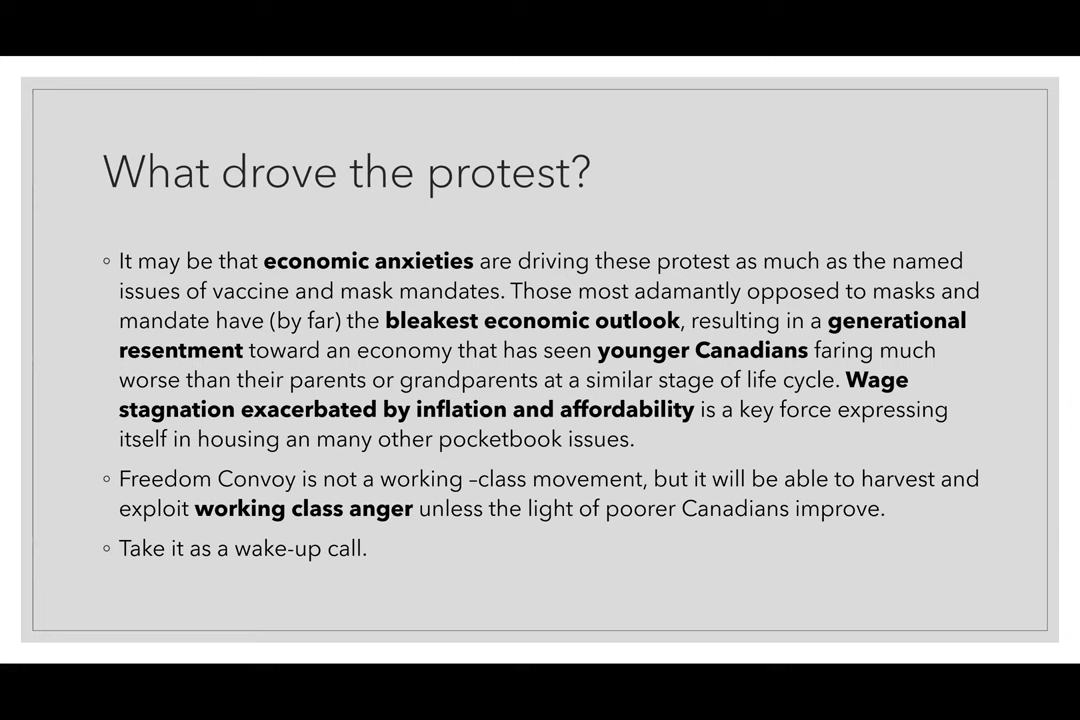 What drove the protest?
◦ It may be that economic anxieties are driving these protest as much as the named
issues of vaccine and mask mandates. Those most adamantly opposed to masks and
mandate have (by far) the bleakest economic outlook, resulting in a generational
resentment toward an economy that has seen younger Canadians faring much
worse than their parents or grandparents at a similar stage of life cycle. Wage
stagnation exacerbated by inflation and affordability is a key force expressing
itself in housing an many other pocketbook issues.
◦ Freedom Convoy is not a working –class movement, but it will be able to harvest and
exploit working class anger unless the light of poorer Canadians improve.
◦ Take it as a wake-up call.